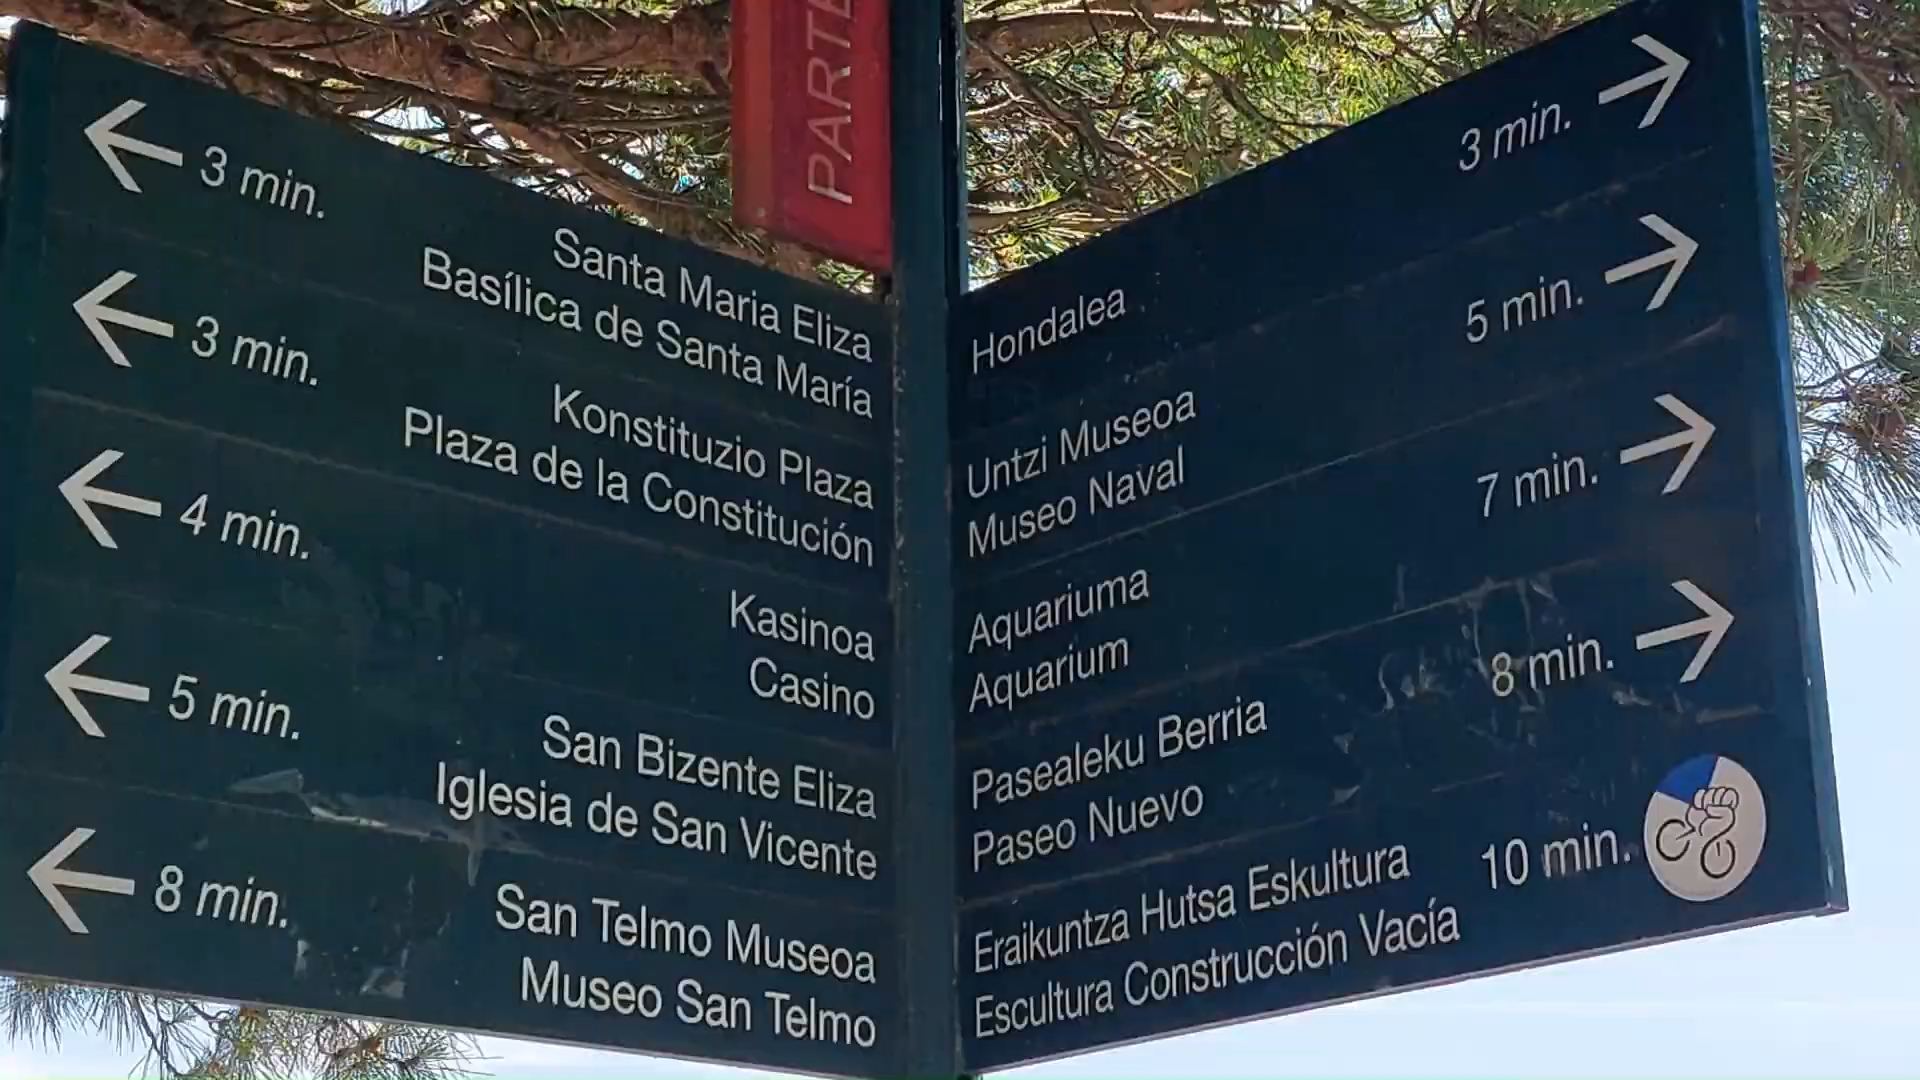 PARTE
3 min.
Santa Maria Eliza
Basílica de Santa María
3 min.
Konstituzio Plaza
Plaza de la Constitución
4 min.
Kasinoa
Casino
5 min.
San Bizente Eliza
Iglesia de San Vicente
8 min.
San Telmo Museoa
Museo San Telmo
Hondalea
3 min.
Untzi Museoa
Museo Naval
5 min.
Aquariuma
Aquarium
7 min.
Pasealeku Berria
Paseo Nuevo
8 min.
Eraikuntza Hutsa Eskultura
Escultura Construcción Vacía
10 min.